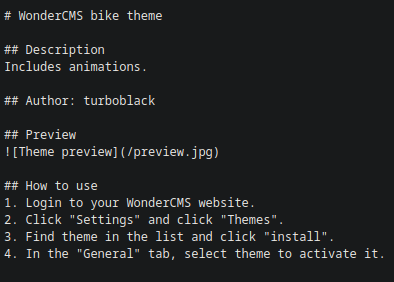 # WonderCMS bike theme
## Description
Includes animations.
## Author: turboblack
## Preview
![Theme preview](/preview.jpg)
## How to use
1. Login to your WonderCMS website.
2. Click "Settings" and click "Themes".
3. Find theme in the list and click "install".
4. In the "General" tab, select theme to activate it.